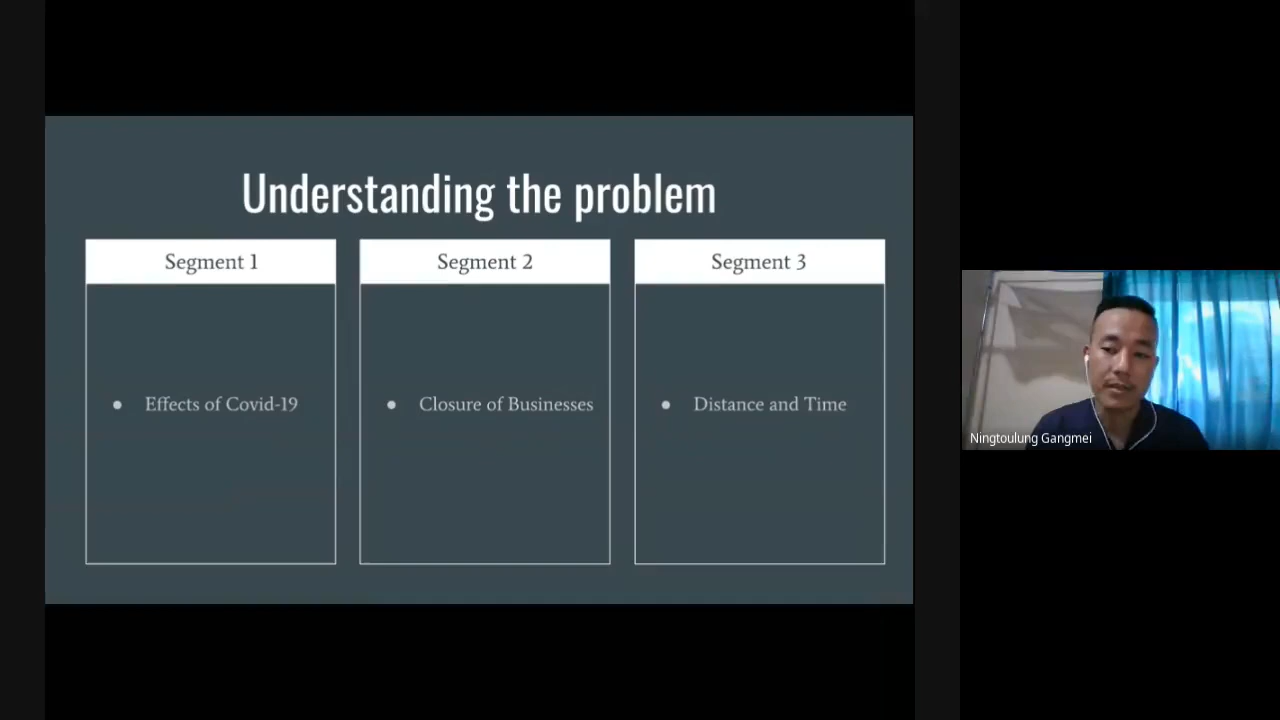 Understanding the problem
Segment 1
Segment 2
Segment 3
● Effects of Covid-19
● Closure of Businesses
● Distance and Time
Ningtoulung Gangmei